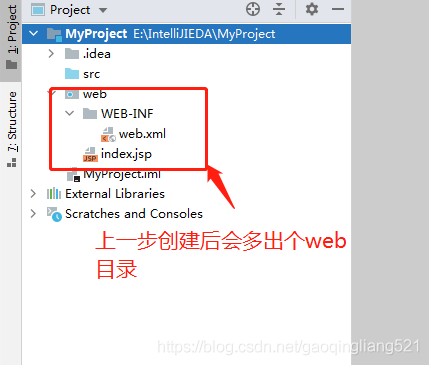 1: Project
7: Structure
Project
MyProject E:\IntelliJIEDA\MyProject
.idea
src
web
WEB-INF
web.xml
JSP index.jsp
MyProject.iml
External Libraries
Scratches and Consoles
上一步创建后会多出个web
目录
https://blog.csdn.net/gaoqingliang521